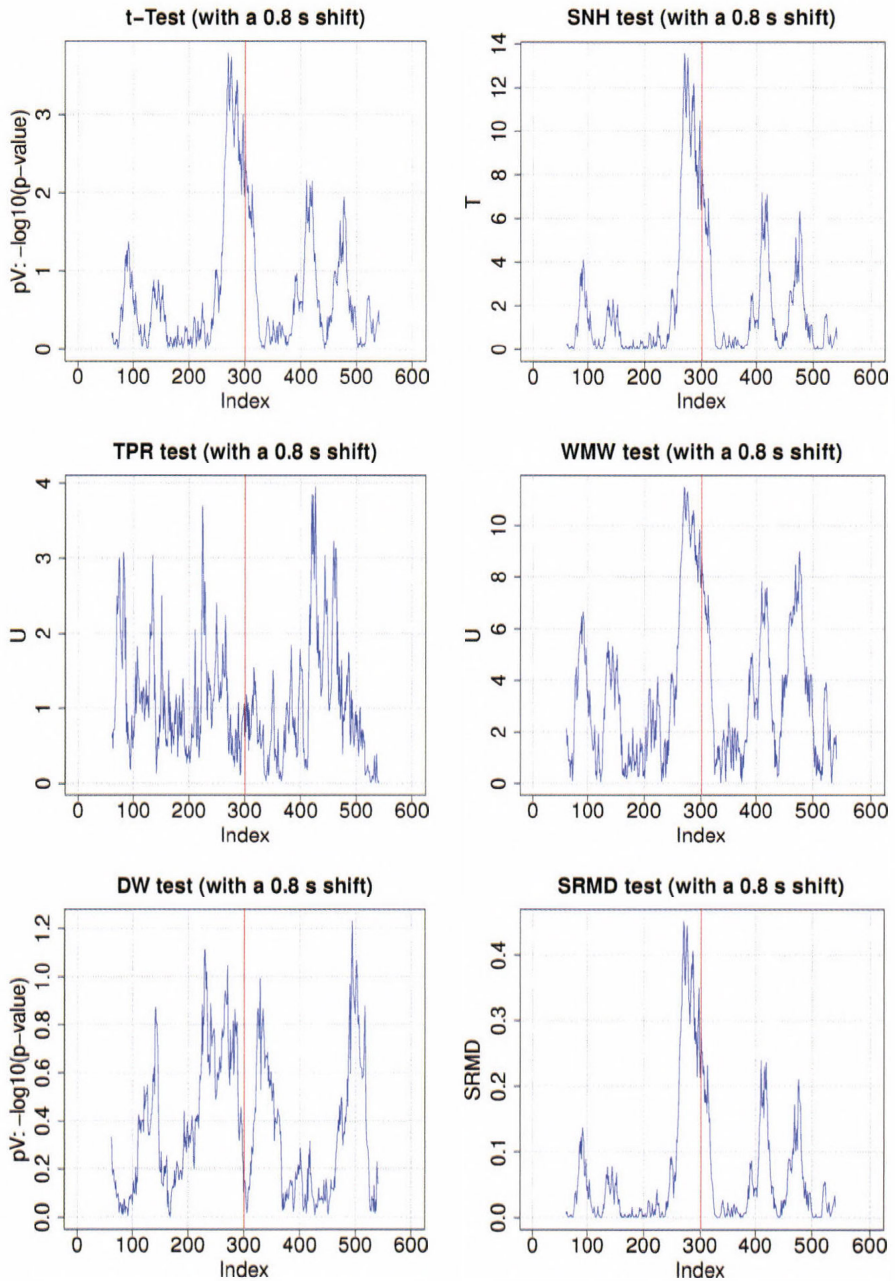 t-Test (with a 0.8 s shift)
pV: -log10(p-value)
0 1 2 3
0 100 200 300 400 500 600
Index
SNH test (with a 0.8 s shift)
T
0 2 4 6 8 10 12 14
0 100 200 300 400 500 600
Index
TPR test (with a 0.8 s shift)
U
0 1 2 3 4
0 100 200 300 400 500 600
Index
WMW test (with a 0.8 s shift)
U
0 2 4 6 8 10
0 100 200 300 400 500 600
Index
DW test (with a 0.8 s shift)
pV: -log10(p-value)
0.0 0.2 0.4 0.6 0.8 1.0 1.2
0 100 200 300 400 500 600
Index
SRMD test (with a 0.8 s shift)
SRMD
0.0 0.1 0.2 0.3 0.4
0 100 200 300 400 500 600
Index